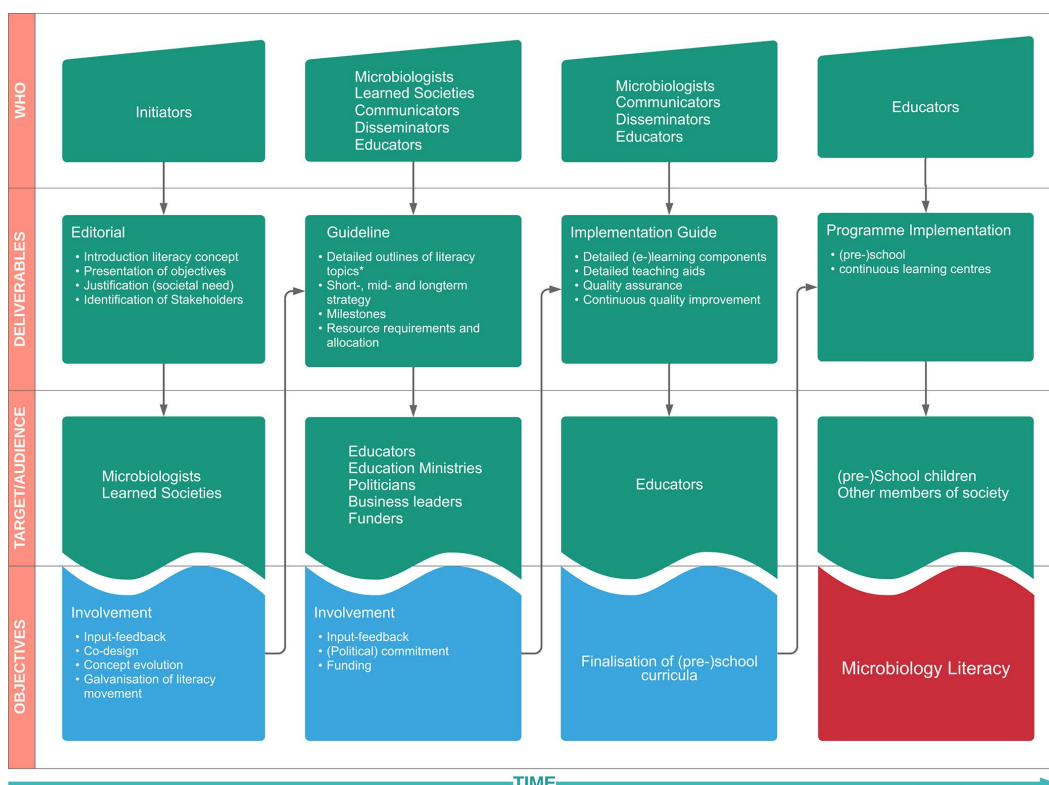 WHO
Initiators
Microbiologists
Learned Societies
Communicators
Disseminators
Educators
Microbiologists
Communicators
Disseminators
Educators
Educators
DELIVERABLES
Editorial
• Introduction literacy concept
• Presentation of objectives
• Justification (societal need)
• Identification of Stakeholders
Guideline
• Detailed outlines of literacy
topics*
• Short-, mid- and longterm
strategy
• Milestones
• Resource requirements and
allocation
Implementation Guide
• Detailed (e-)learning components
• Detailed teaching aids
• Quality assurance
• Continuous quality improvement
Programme Implementation
• (pre-)school
• continuous learning centres
TARGET/AUDIENCE
Microbiologists
Learned Societies
Educators
Education Ministries
Politicians
Business leaders
Funders
Educators
(pre-)School children
Other members of society
OBJECTIVES
Involvement
• Input-feedback
• Co-design
• Concept evolution
• Galvanisation of literacy
movement
Involvement
• Input-feedback
• (Political) commitment
• Funding
Finalisation of (pre-)school
curricula
Microbiology Literacy
TIME